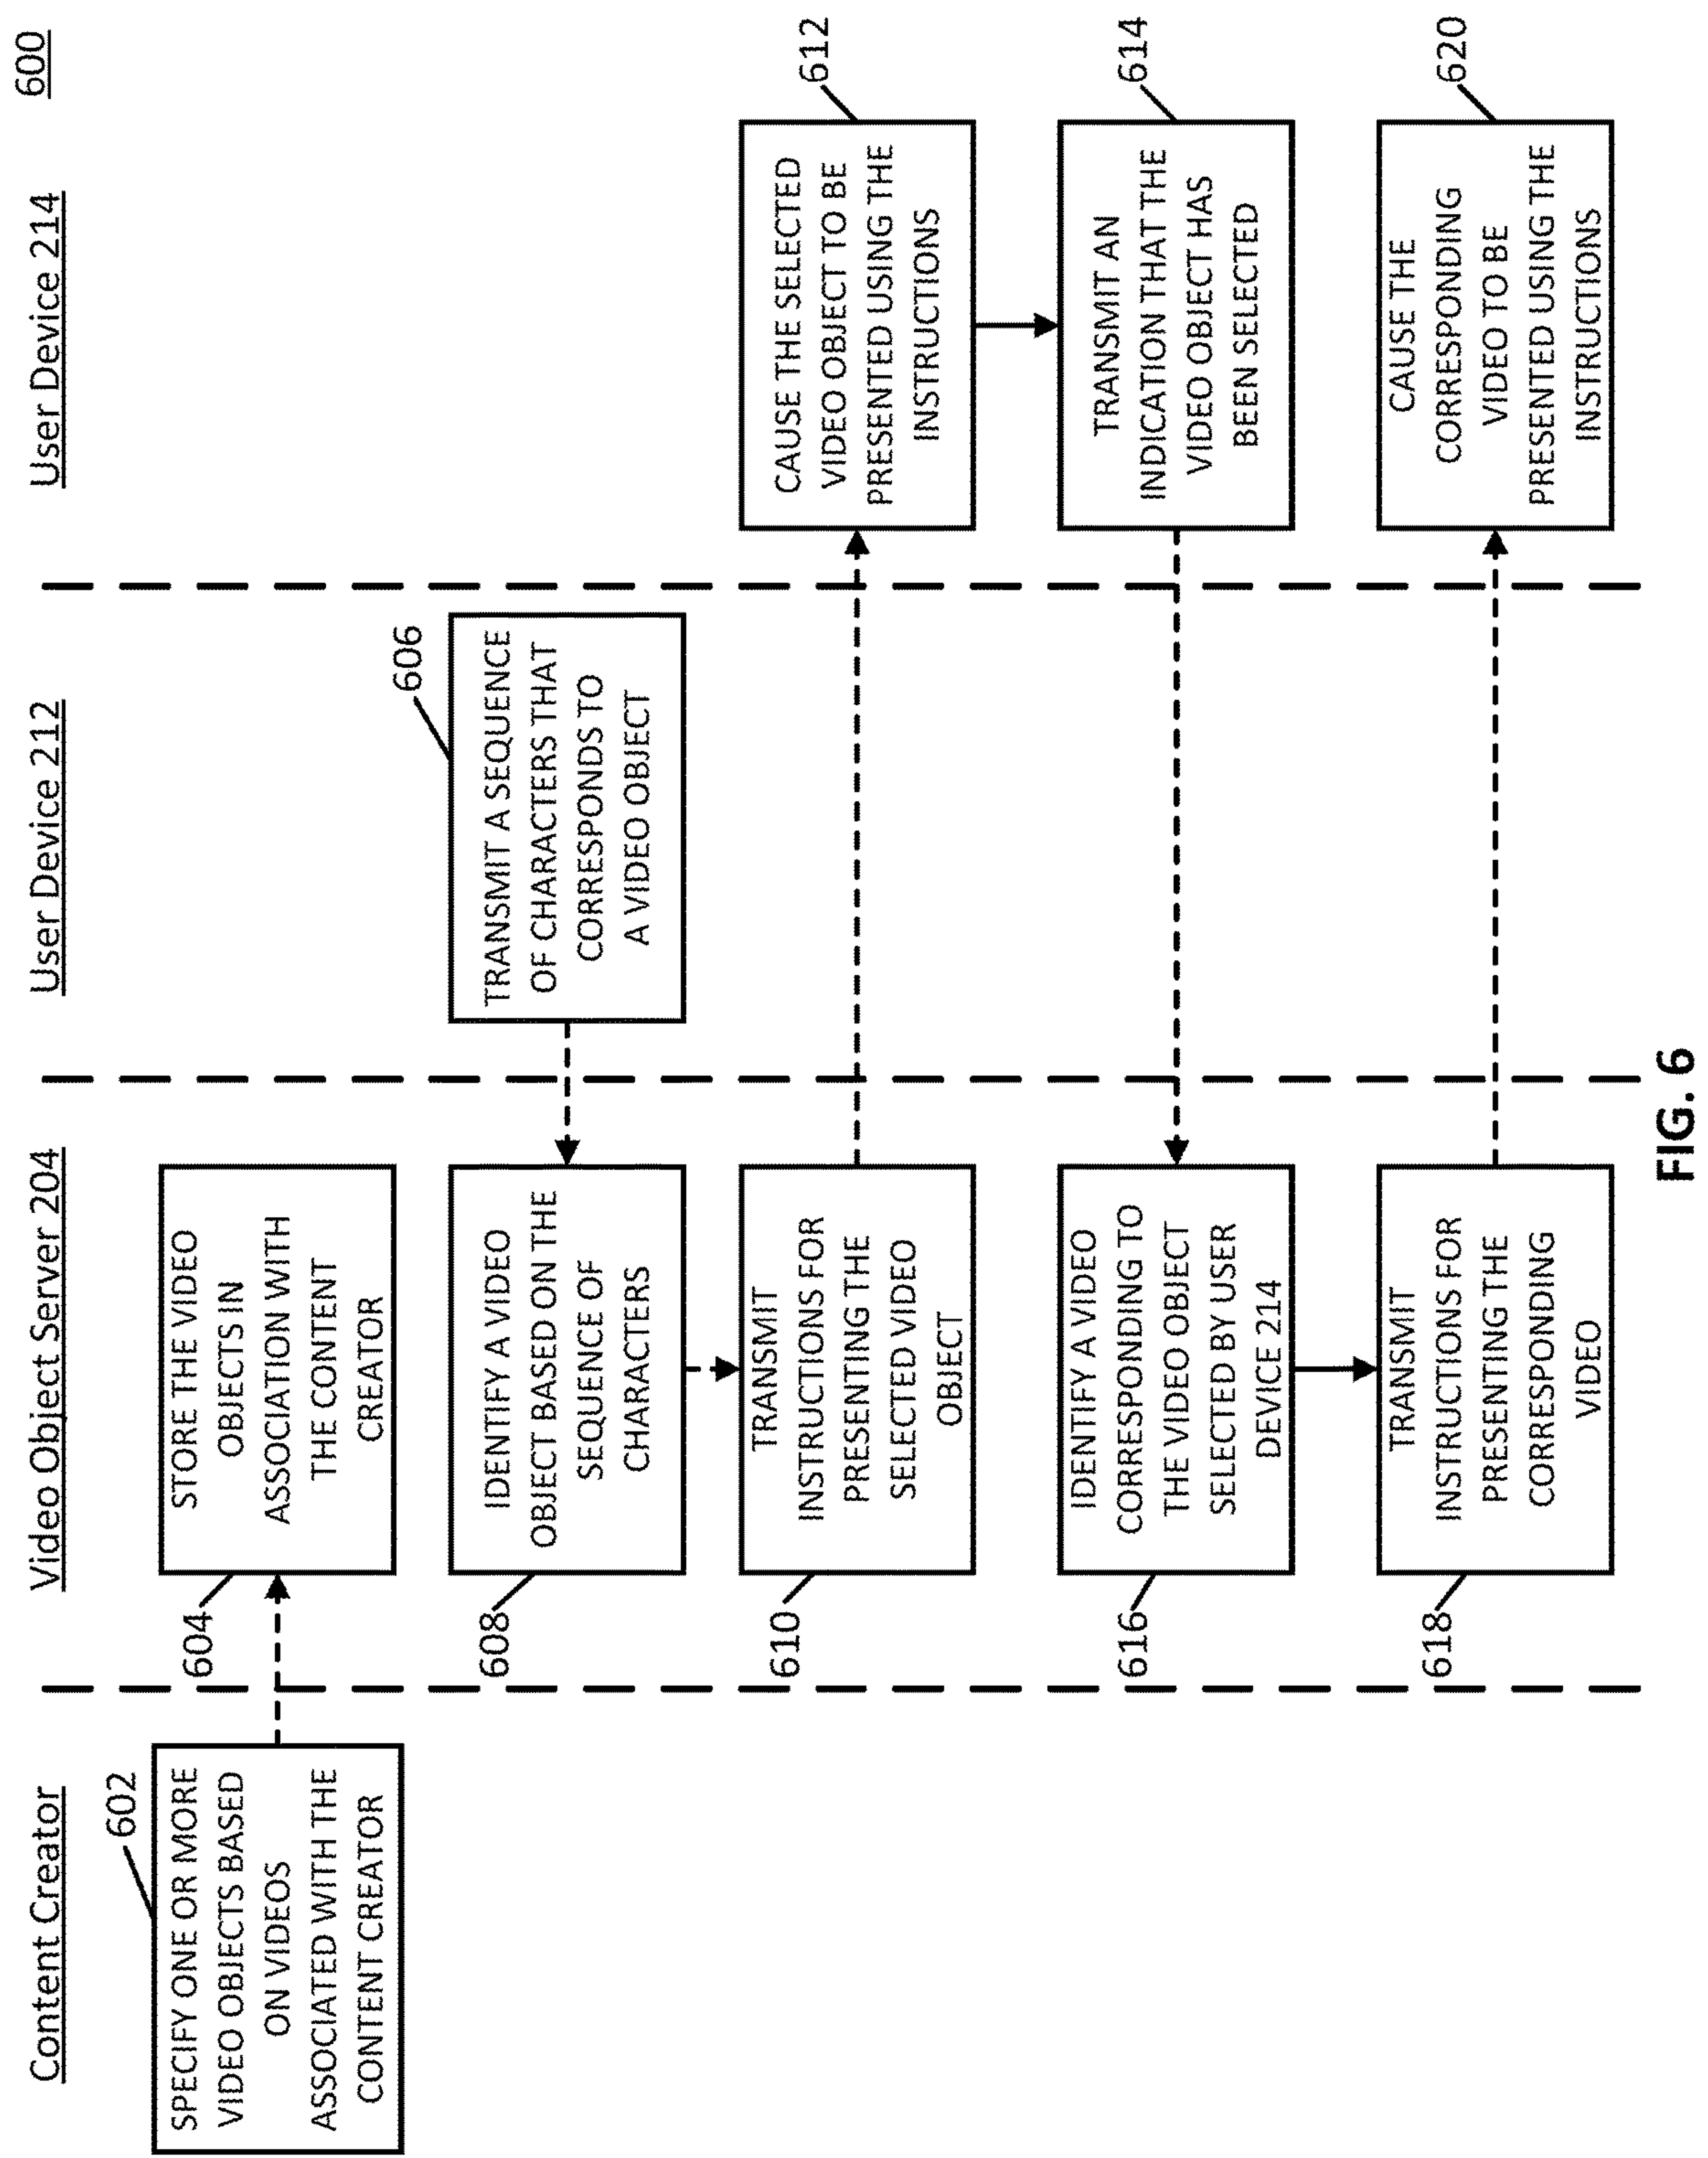 600
Content Creator
Video Object Server 204
User Device 212
User Device 214
602
SPECIFY ONE OR MORE
VIDEO OBJECTS BASED
ON VIDEOS
ASSOCIATED WITH THE
CONTENT CREATOR
604
STORE THE VIDEO
OBJECTS IN
ASSOCIATION WITH
THE CONTENT
CREATOR
606
TRANSMIT A SEQUENCE
OF CHARACTERS THAT
CORRESPONDS TO
A VIDEO OBJECT
608
IDENTIFY A VIDEO
OBJECT BASED ON THE
SEQUENCE OF
CHARACTERS
610
TRANSMIT
INSTRUCTIONS FOR
PRESENTING THE
SELECTED VIDEO
OBJECT
612
CAUSE THE SELECTED
VIDEO OBJECT TO BE
PRESENTED USING THE
INSTRUCTIONS
614
TRANSMIT AN
INDICATION THAT THE
VIDEO OBJECT HAS
BEEN SELECTED
616
IDENTIFY A VIDEO
CORRESPONDING TO
THE VIDEO OBJECT
SELECTED BY USER
DEVICE 214
618
TRANSMIT
INSTRUCTIONS FOR
PRESENTING THE
CORRESPONDING
VIDEO
620
CAUSE THE
CORRESPONDING
VIDEO TO BE
PRESENTED USING THE
INSTRUCTIONS
FIG. 6